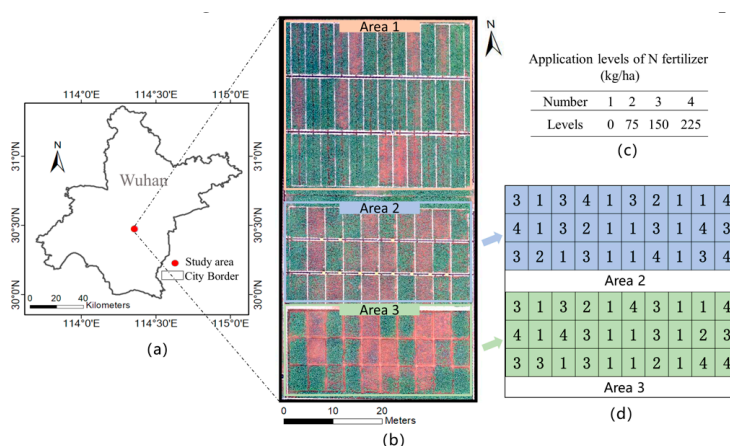 114°0'E 114°30'E 115°0'E
N
31°0'N
30°30'N
30°0'N
Wuhan
Study area
City Border
0 20 40
Kilometers
114°0'E 114°30'E 115°0'E
(a)
Area 1
N
Area 2
Area 3
0 10 20
Meters
(b)
Application levels of N fertilizer
(kg/ha)
Number 1 2 3 4
Levels 0 75 150 225
(c)
3 1 3 4 1 3 2 1 1 4
4 1 3 2 1 1 3 1 4 3
3 2 1 3 1 1 4 1 3 4
Area 2
3 1 3 2 1 4 3 1 1 4
4 1 4 3 1 1 3 1 2 3
3 3 1 3 1 1 2 1 4 4
Area 3
(d)